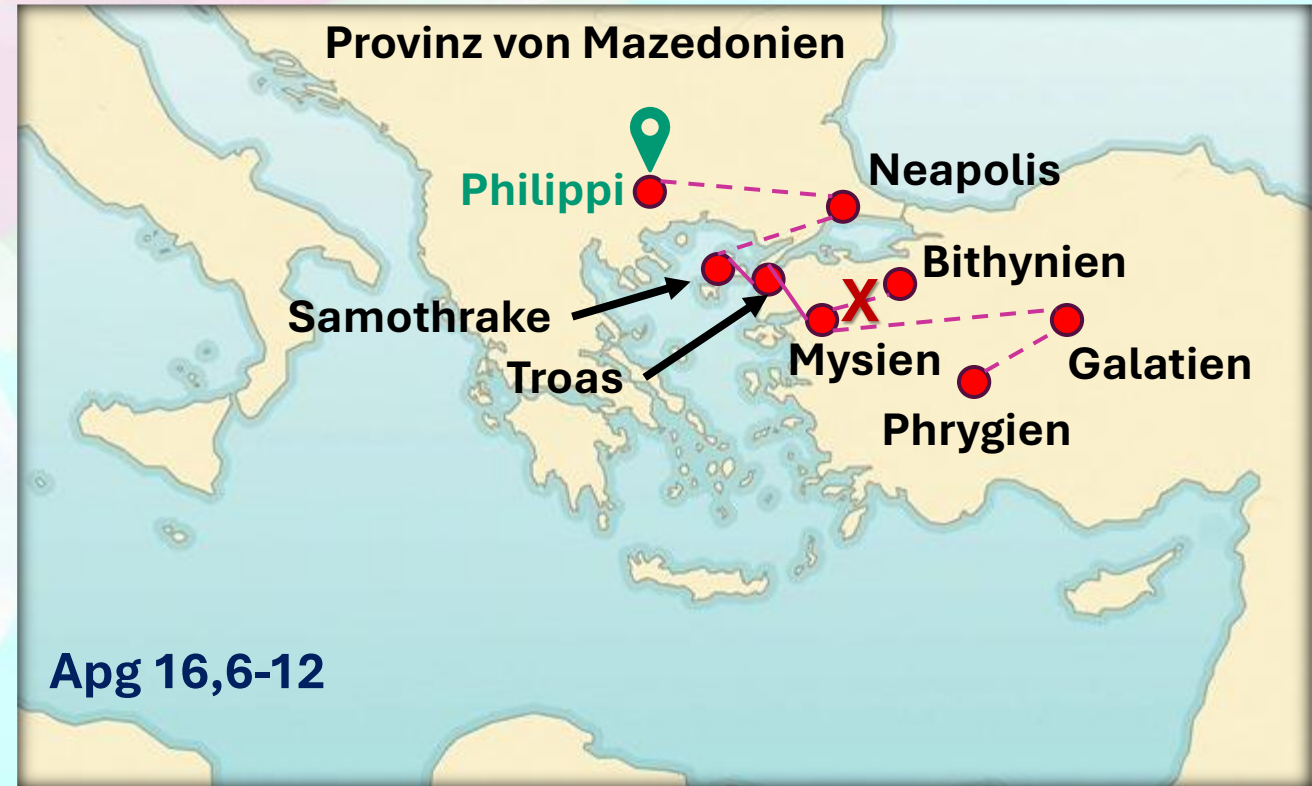 Provinz von Mazedonien
Neapolis
Philippi
Bithynien
X
Samothrake
Mysien
Galatien
Troas
Phrygien
Apg 16,6-12